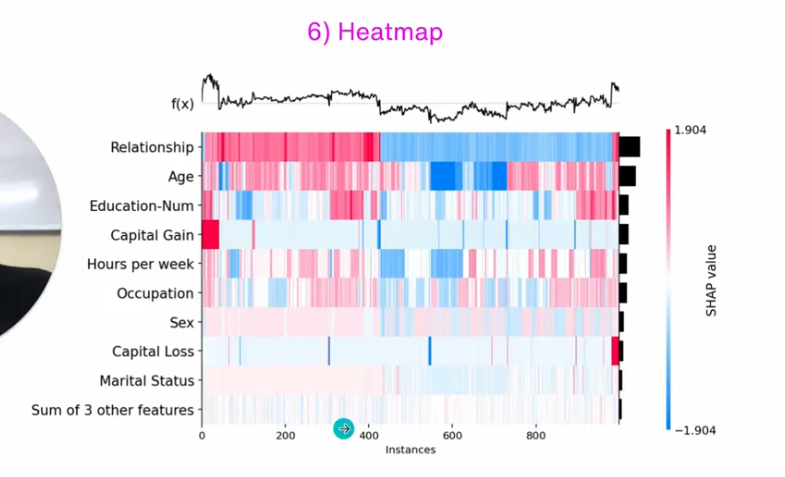 6) Heatmap
f(x)
Relationship
Age
Education-Num
Capital Gain
Hours per week
Occupation
Sex
Capital Loss
Marital Status
Sum of 3 other features
0 200 400 600 800
Instances
1.904
SHAP value
−1.904